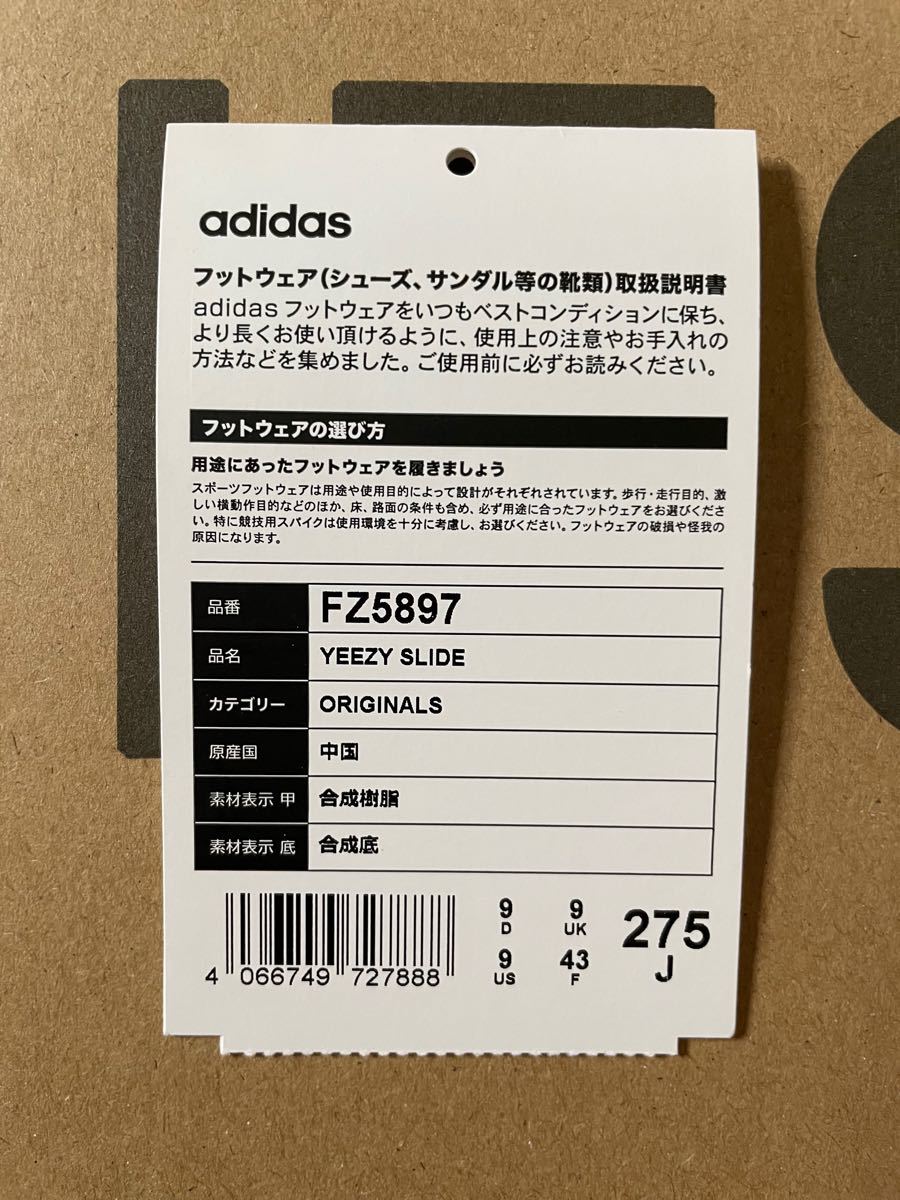 adidas
フットウェア(シューズ、サンダル等の靴類)取扱説明書
adidas フットウェアをいつもベストコンディションに保ち、
より長くお使い頂けるように、使用上の注意やお手入れの
方法などを集めました。ご使用前に必ずお読みください。
フットウェアの選び方
用途にあったフットウェアを履きましょう
スポーツフットウェアは用途や使用目的によって設計がそれぞれされています。歩行・走行目的、激
しい横動作目的などのほか、床、路面の条件も含め、必ず用途に合ったフットウェアをお選びくださ
い。特に競技用スパイクは使用環境を十分に考慮し、お選びください。フットウェアの破損や怪我の
原因になります。
品番 FZ5897
品名 YEEZY SLIDE
カテゴリー ORIGINALS
原産国 中国
素材表示 甲 合成樹脂
素材表示 底 合成底
9 D 9 UK 275 J
9 US 43 F
4 066749 727888